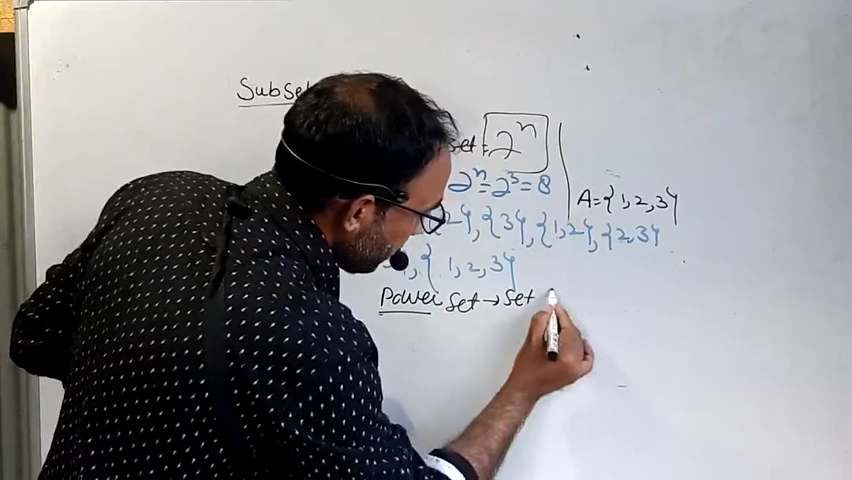 Subse
set = 2ⁿ
2ⁿ = 2³ = 8
A = {1,2,3}
{2}, {3}, {1,2}, {2,3}
{1,2,3}
Power set → set